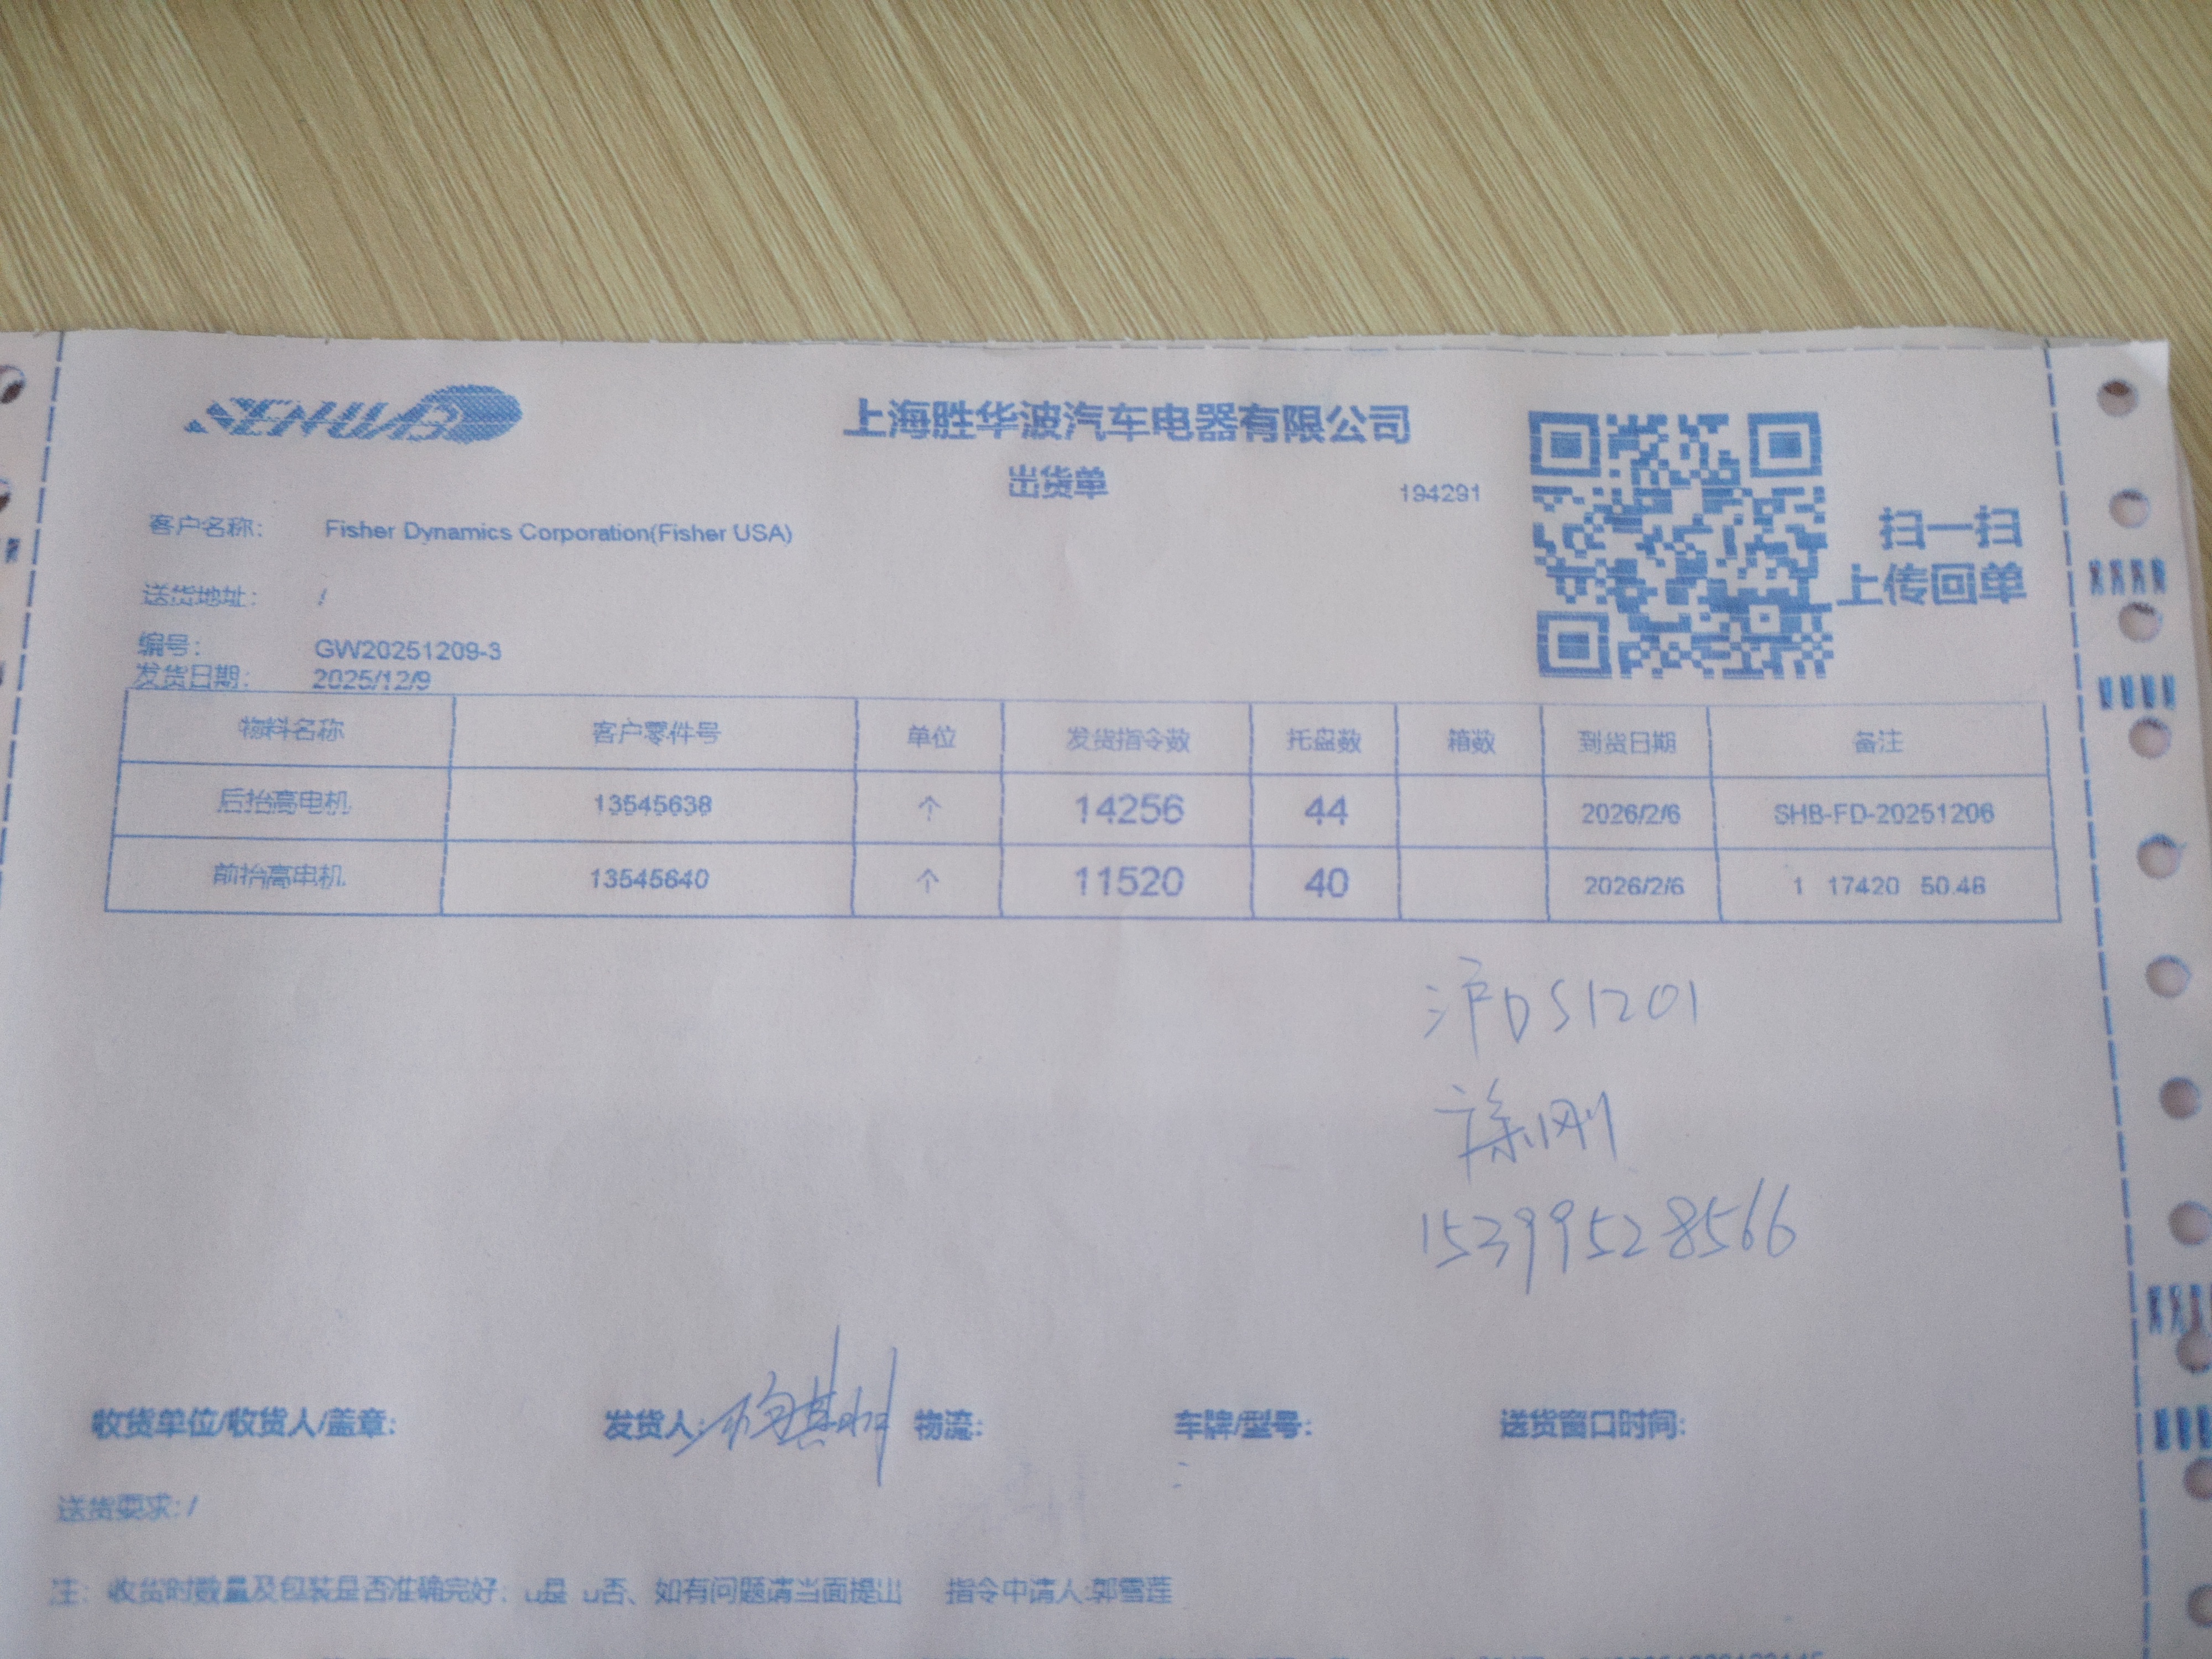 SHENHWAB
上海胜华波汽车电器有限公司
出货单
194291
扫一扫
上传回单
客户名称: Fisher Dynamics Corporation(Fisher USA)
送货地址: /
编号: GW20251209-3
发货日期: 2025/12/9
物料名称 客户零件号 单位 发货指令数 托盘数 箱数 到货日期 备注
后抬高电机 13545638 个 14256 44 2026/2/6 SHB-FD-20251206
前抬高电机 13545640 个 11520 40 2026/2/6 1 17420 50.46
沪DS1201
15399528566
收货单位/收货人/盖章: 发货人: 物流: 车牌/型号: 送货窗口时间:
送货要求: /
注: 收货时数量及包装是否准确完好: 是 否、如有问题请当面提出 指令申请人:郭雪莲